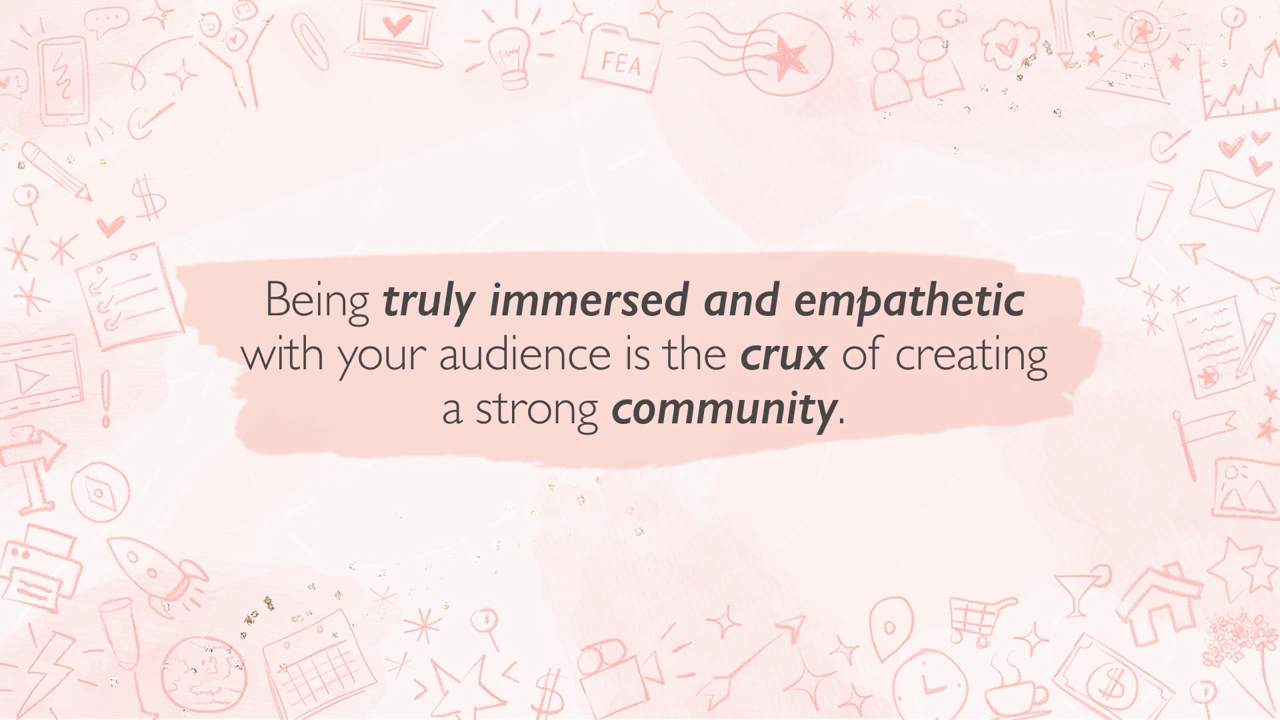 FEA
Being truly immersed and empathetic
with your audience is the crux of creating
a strong community.